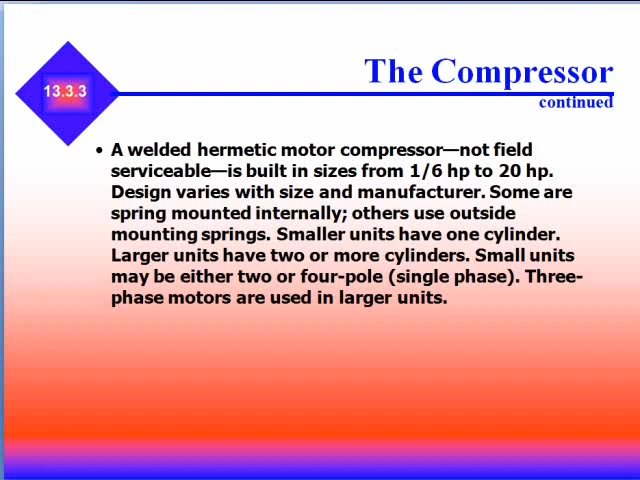 The Compressor
13.3.3
continued
• A welded hermetic motor compressor—not field
serviceable—is built in sizes from 1/6 hp to 20 hp.
Design varies with size and manufacturer. Some are
spring mounted internally; others use outside
mounting springs. Smaller units have one cylinder.
Larger units have two or more cylinders. Small units
may be either two or four-pole (single phase). Three-
phase motors are used in larger units.